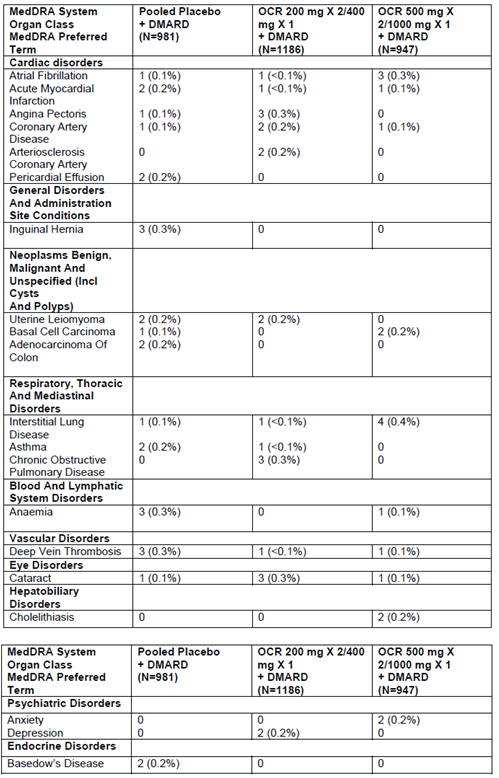 MedDRA System Organ Class MedDRA Preferred Term | Pooled Placebo + DMARD (N=981) | OCR 200 mg X 2/400 mg X 1 + DMARD (N=1186) | OCR 500 mg X 2/1000 mg X 1 + DMARD (N=947)
Cardiac disorders
Atrial Fibrillation | 1 (0.1%) | 1 (<0.1%) | 3 (0.3%)
Acute Myocardial Infarction | 2 (0.2%) | 1 (<0.1%) | 1 (0.1%)
Angina Pectoris | 1 (0.1%) | 3 (0.3%) | 0
Coronary Artery Disease | 1 (0.1%) | 2 (0.2%) | 1 (0.1%)
Arteriosclerosis Coronary Artery | 0 | 2 (0.2%) | 0
Pericardial Effusion | 2 (0.2%) | 0 | 0
General Disorders And Administration Site Conditions
Inguinal Hernia | 3 (0.3%) | 0 | 0
Neoplasms Benign, Malignant And Unspecified (Incl Cysts And Polyps)
Uterine Leiomyoma | 2 (0.2%) | 2 (0.2%) | 0
Basal Cell Carcinoma | 1 (0.1%) | 0 | 2 (0.2%)
Adenocarcinoma Of Colon | 2 (0.2%) | 0 | 0
Respiratory, Thoracic And Mediastinal Disorders
Interstitial Lung Disease | 1 (0.1%) | 1 (<0.1%) | 4 (0.4%)
Asthma | 2 (0.2%) | 1 (<0.1%) | 0
Chronic Obstructive Pulmonary Disease | 0 | 3 (0.3%) | 0
Blood And Lymphatic System Disorders
Anaemia | 3 (0.3%) | 0 | 1 (0.1%)
Vascular Disorders
Deep Vein Thrombosis | 3 (0.3%) | 1 (<0.1%) | 1 (0.1%)
Eye Disorders
Cataract | 1 (0.1%) | 3 (0.3%) | 1 (0.1%)
Hepatobiliary Disorders
Cholelithiasis | 0 | 0 | 2 (0.2%)
MedDRA System Organ Class MedDRA Preferred Term | Pooled Placebo + DMARD (N=981) | OCR 200 mg X 2/400 mg X 1 + DMARD (N=1186) | OCR 500 mg X 2/1000 mg X 1 + DMARD (N=947)
Psychiatric Disorders
Anxiety | 0 | 0 | 2 (0.2%)
Depression | 0 | 2 (0.2%) | 0
Endocrine Disorders
Basedow's Disease | 2 (0.2%) | 0 | 0